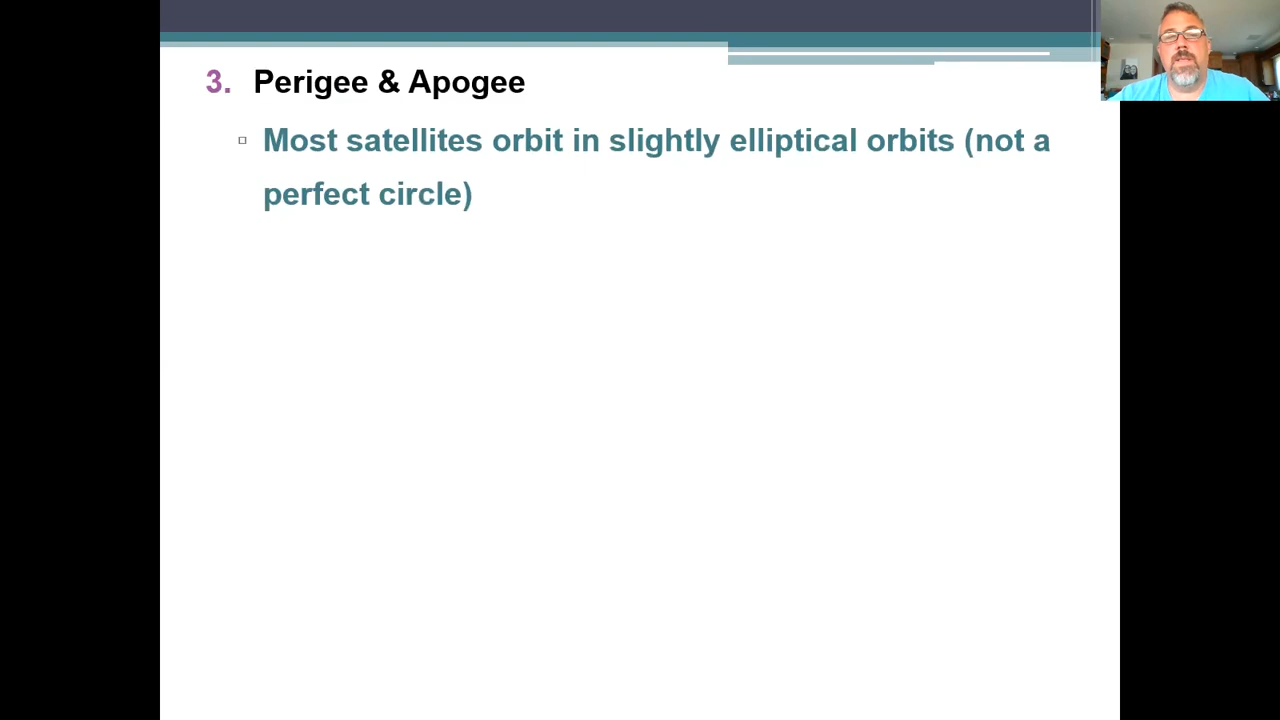 3. Perigee & Apogee
Most satellites orbit in slightly elliptical orbits (not a
perfect circle)